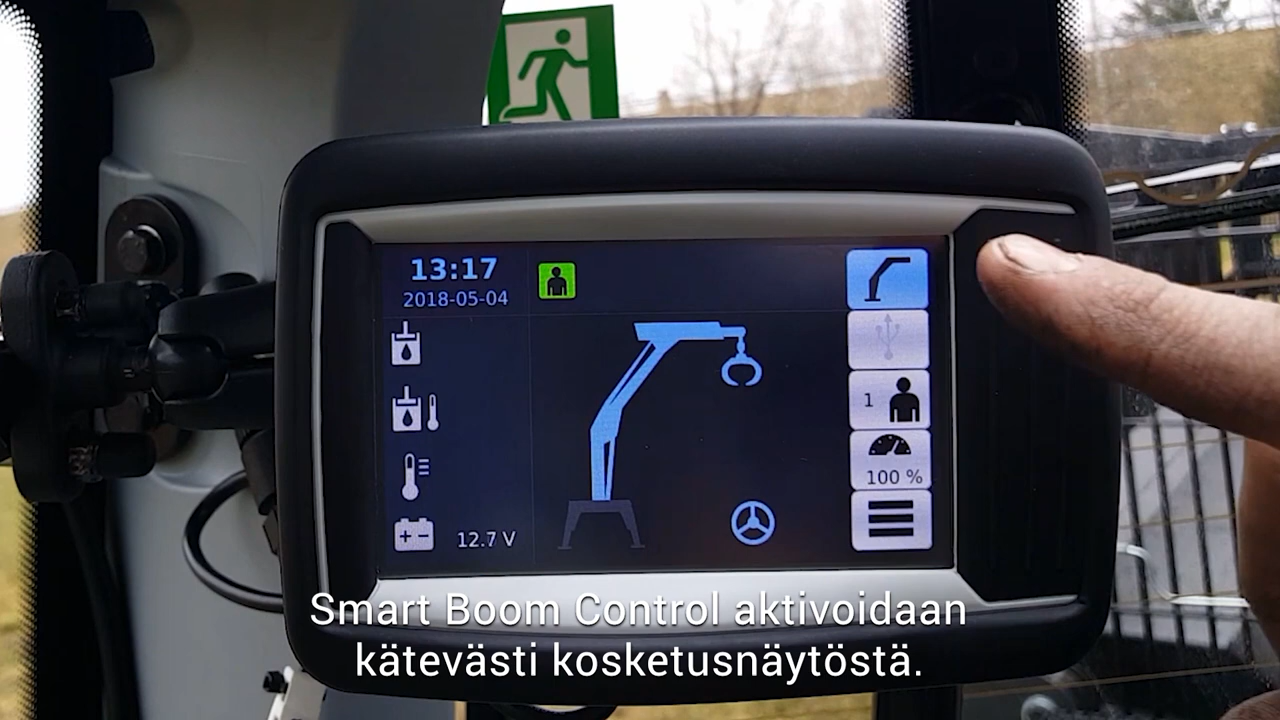 13:17
2018-05-04
1
100 %
12.7 V
Smart Boom Control aktivoidaan
kätevästi kosketusnäytöstä.